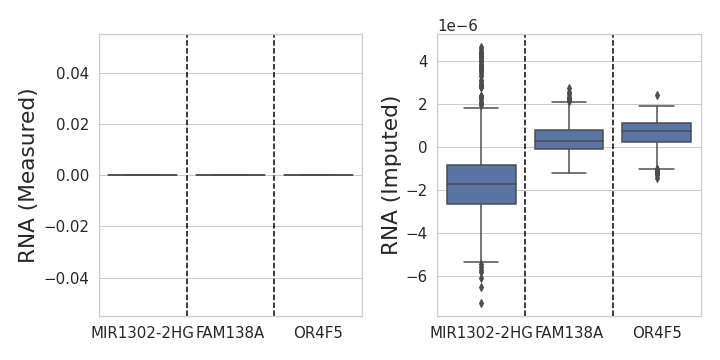 RNA (Measured)
0.04
0.02
0.00
−0.02
−0.04
MIR1302-2HG FAM138A OR4F5
1e−6
RNA (Imputed)
4
2
0
−2
−4
−6
MIR1302-2HG FAM138A OR4F5